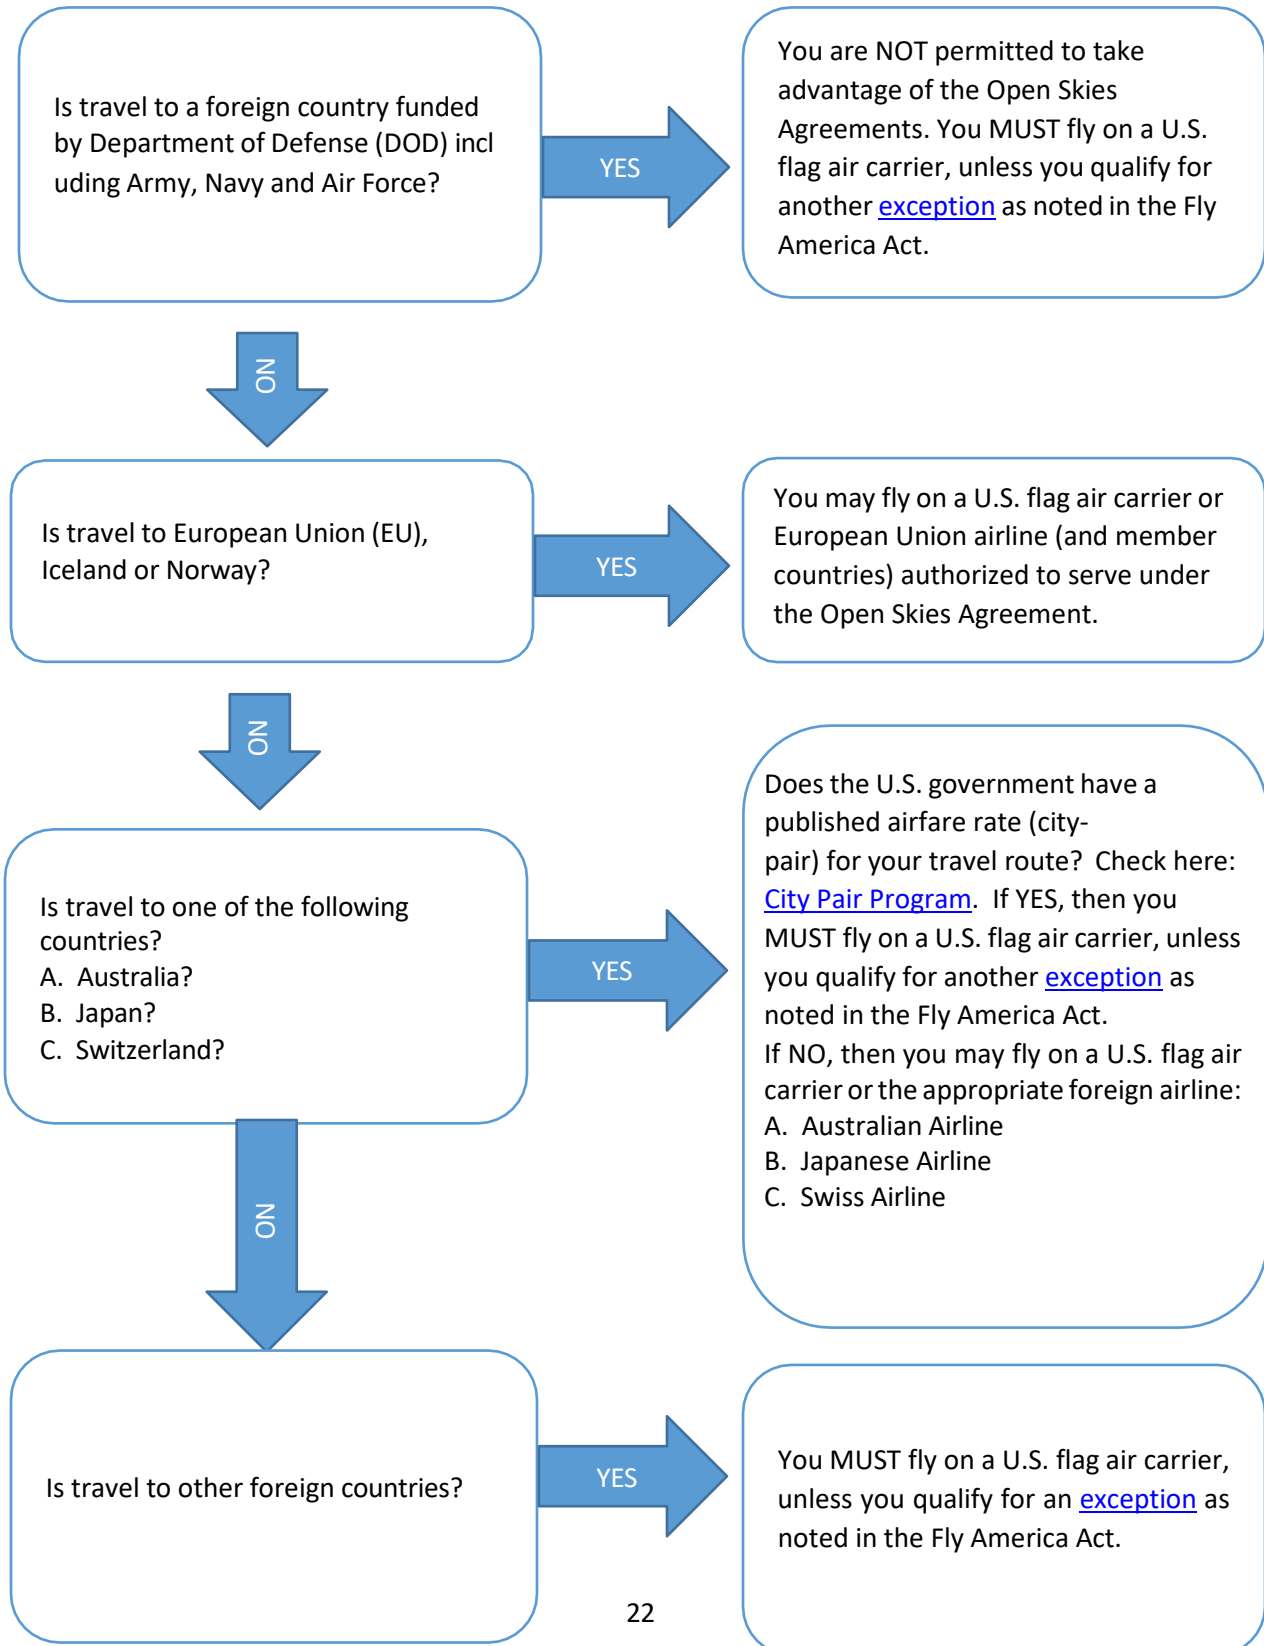 Is travel to a foreign country funded
by Department of Defense (DOD) incl
uding Army, Navy and Air Force?
YES
You are NOT permitted to take
advantage of the Open Skies
Agreements. You MUST fly on a U.S.
flag air carrier, unless you qualify for
another exception as noted in the Fly
America Act.
NO
Is travel to European Union (EU),
Iceland or Norway?
YES
You may fly on a U.S. flag air carrier or
European Union airline (and member
countries) authorized to serve under
the Open Skies Agreement.
NO
Is travel to one of the following
countries?
A. Australia?
B. Japan?
C. Switzerland?
YES
Does the U.S. government have a
published airfare rate (city-
pair) for your travel route? Check here:
City Pair Program. If YES, then you
MUST fly on a U.S. flag air carrier, unless
you qualify for another exception as
noted in the Fly America Act.
If NO, then you may fly on a U.S. flag air
carrier or the appropriate foreign airline:
A. Australian Airline
B. Japanese Airline
C. Swiss Airline
NO
Is travel to other foreign countries?
YES
You MUST fly on a U.S. flag air carrier,
unless you qualify for an exception as
noted in the Fly America Act.
22